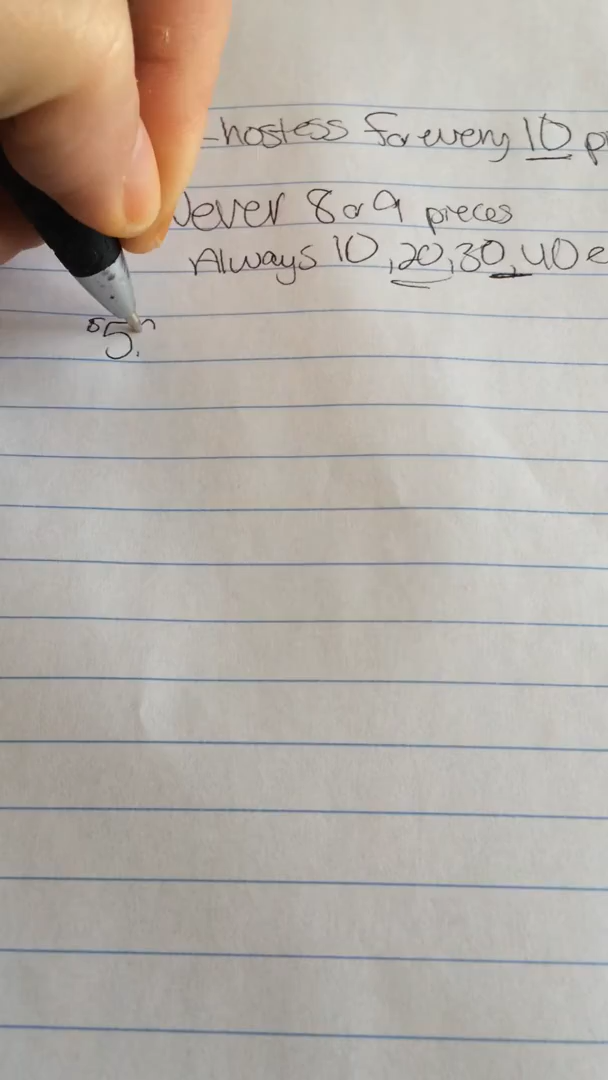 -hostess for every 10 p
Never 8 or 9 pieces
Always 10, 20, 30, 40 e
$5.